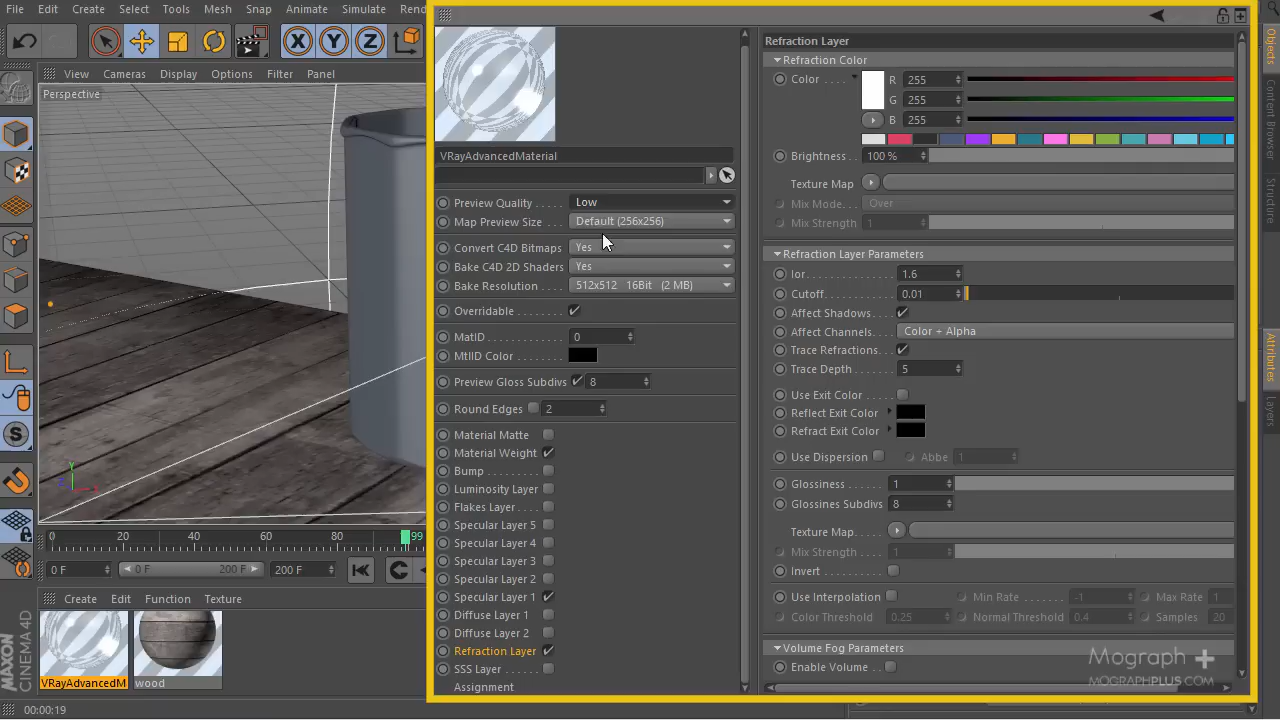 File Edit Create Select Tools Mesh Snap Animate Simulate Rend
X Y Z
View Cameras Display Options Filter Panel
Perspective
Refraction Layer
Refraction Color
Color R 255
G 255
B 255
Brightness 100 %
Texture Map
Mix Mode Over
Mix Strength 1
Refraction Layer Parameters
Ior 1.6
Cutoff 0.01
Affect Shadows
Affect Channels Color + Alpha
Trace Refractions
Trace Depth 5
Use Exit Color
Reflect Exit Color
Refract Exit Color
Use Dispersion Abbe 1
Glossiness 1
Glossines Subdivs 8
Texture Map
Mix Strength 1
Invert
Use Interpolation Min Rate -1 Max Rate 1
Color Threshold 0.25 Normal Threshold 0.4 Samples 20
Volume Fog Parameters
Enable Volume
VRayAdvancedMaterial
Preview Quality Low
Map Preview Size Default (256x256)
Convert C4D Bitmaps Yes
Bake C4D 2D Shaders Yes
Bake Resolution 512x512 16Bit (2 MB)
Overridable
MatID 0
MtlID Color
Preview Gloss Subdivs 8
Round Edges 2
Material Matte
Material Weight
Bump
Luminosity Layer
Flakes Layer
Specular Layer 5
Specular Layer 4
Specular Layer 3
Specular Layer 2
Specular Layer 1
Diffuse Layer 1
Diffuse Layer 2
Refraction Layer
SSS Layer
Assignment
Objects
Content Browser
Structure
Attributes
Layers
Y
Z
X
S
0 20 40 60 80 99
0 F 0 F 200 F 200 F
Create Edit Function Texture
VRayAdvancedM wood
MAXON
CINEMA 4D
00:00:19
Mograph +
MOGRAPHPLUS.COM